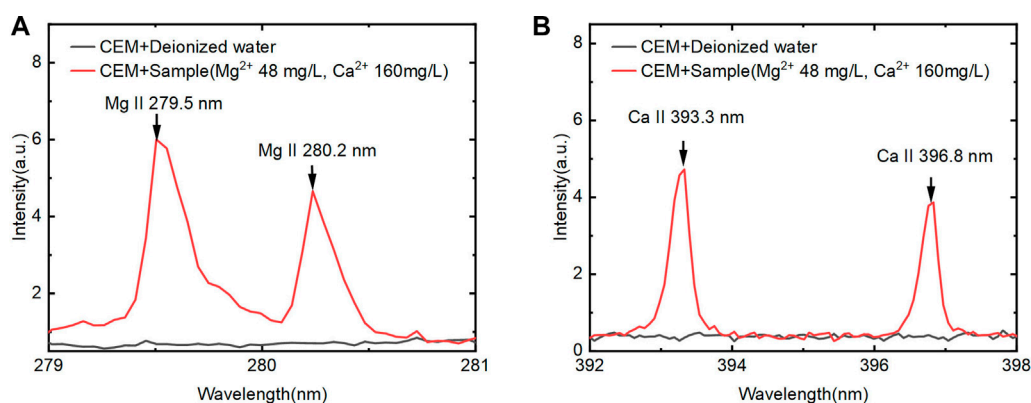 A
CEM+Deionized water
CEM+Sample(Mg²⁺ 48 mg/L, Ca²⁺ 160mg/L)
Mg II 279.5 nm
Mg II 280.2 nm
8
6
4
2
Intensity(a.u.)
279
280
281
Wavelength(nm)
B
CEM+Deionized water
CEM+Sample(Mg²⁺ 48 mg/L, Ca²⁺ 160mg/L)
Ca II 393.3 nm
Ca II 396.8 nm
8
6
4
2
0
Intensity(a.u.)
392
394
396
398
Wavelength(nm)